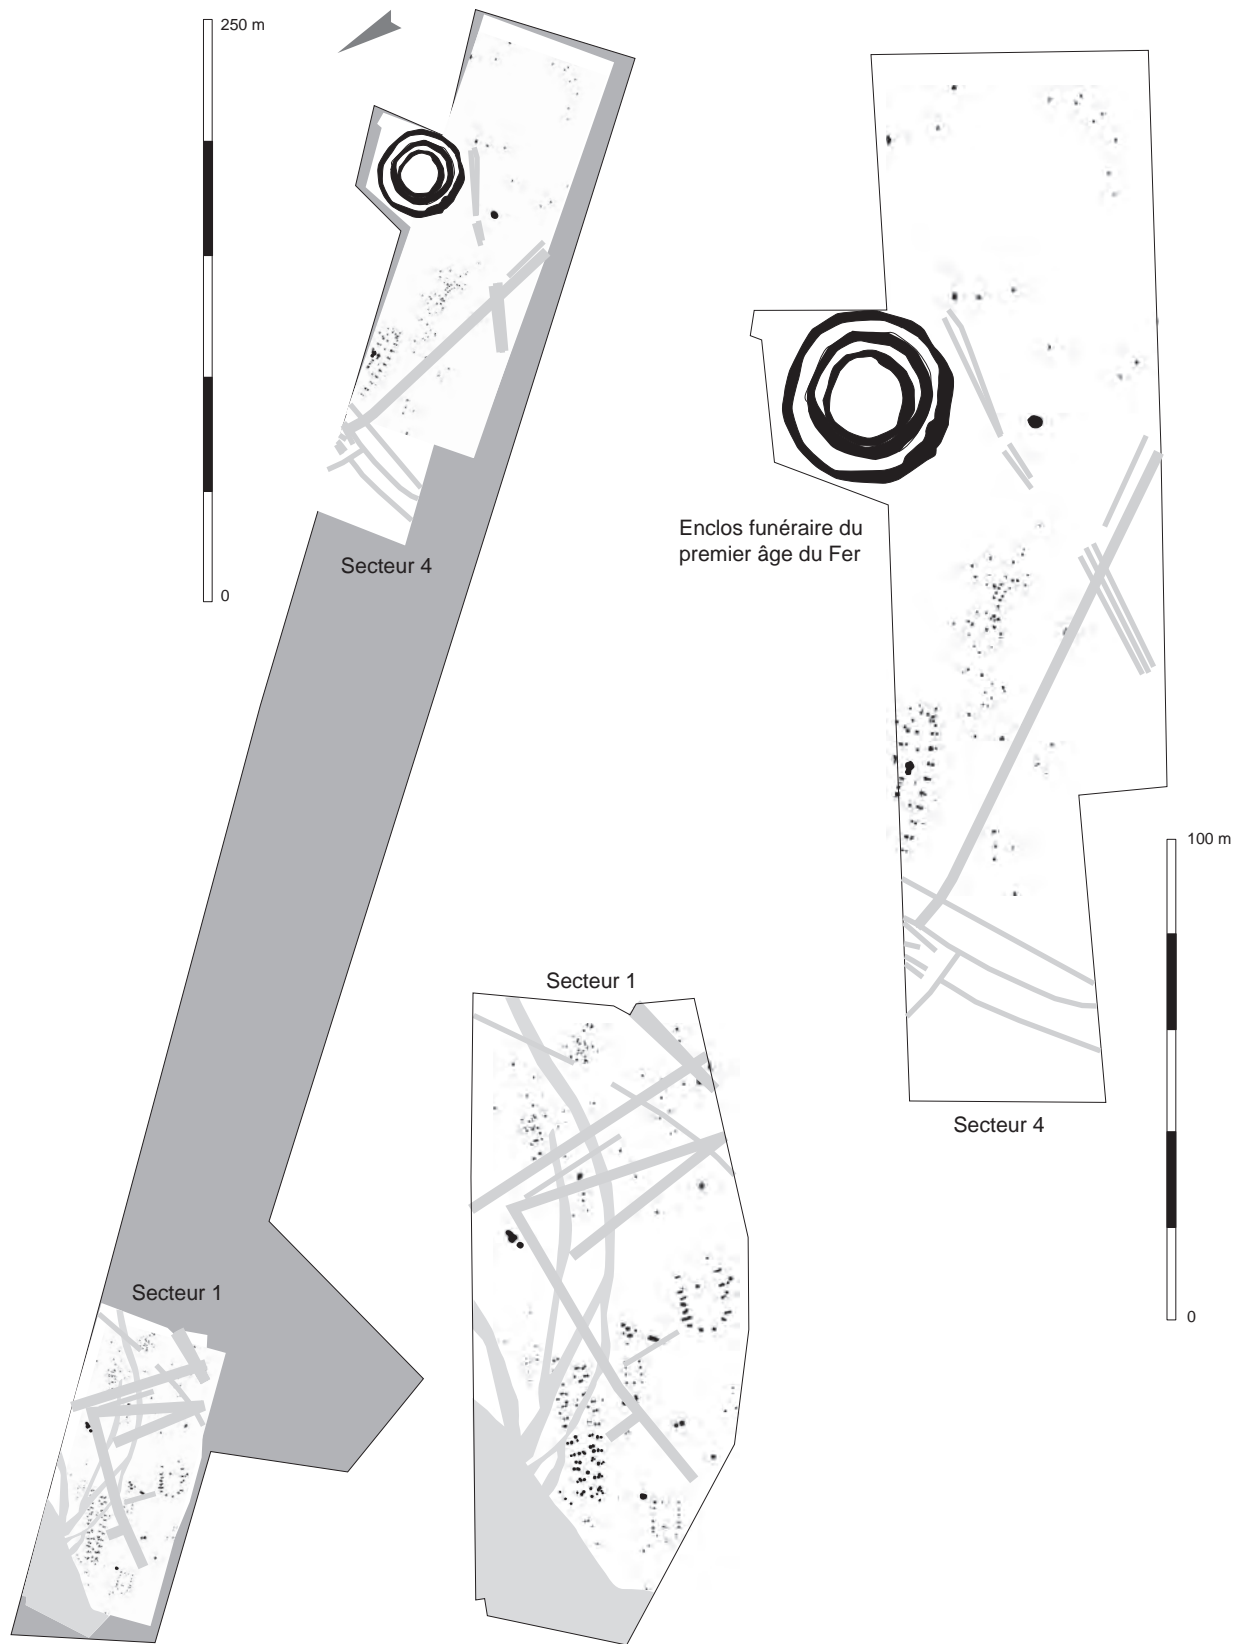 250 m
0
Secteur 4
Enclos funéraire du
premier âge du Fer
100 m
0
Secteur 4
Secteur 1
Secteur 1